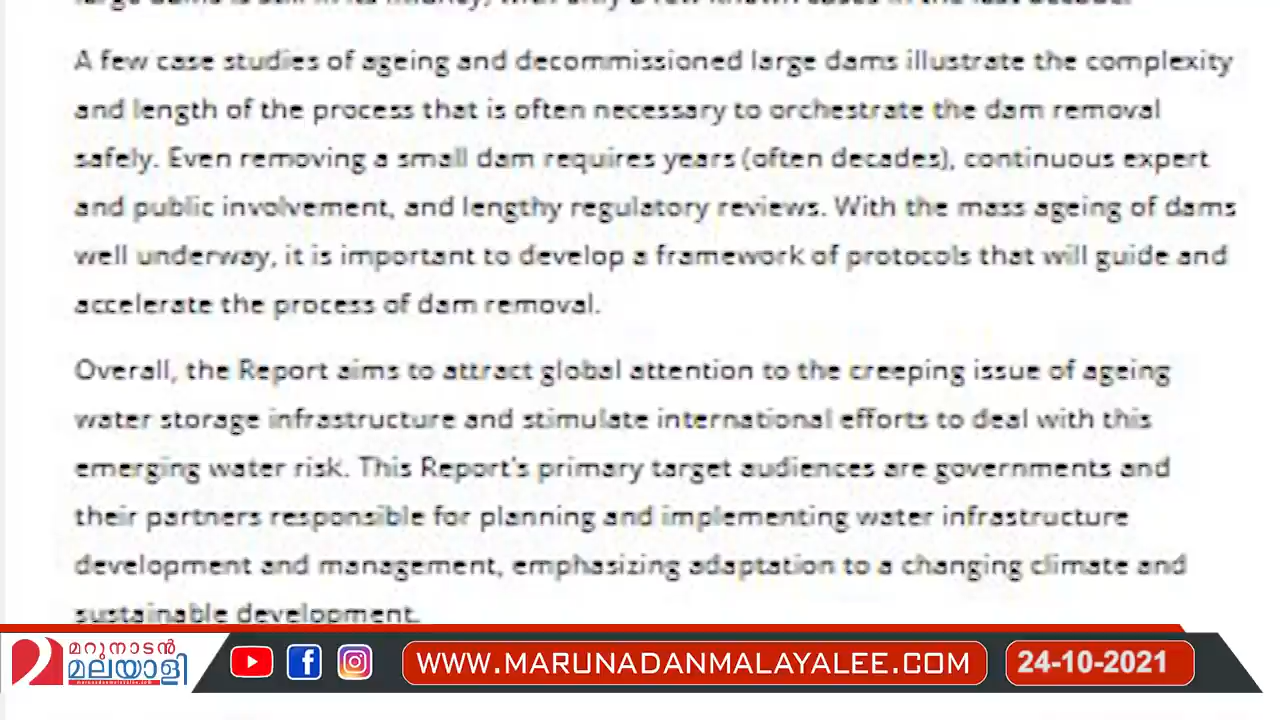 A few case studies of ageing and decommissioned large dams illustrate the complexity
and length of the process that is often necessary to orchestrate the dam removal
safely. Even removing a small dam requires years (often decades), continuous expert
and public involvement, and lengthy regulatory reviews. With the mass ageing of dams
well underway, it is important to develop a framework of protocols that will guide and
accelerate the process of dam removal.
Overall, the Report aims to attract global attention to the creeping issue of ageing
water storage infrastructure and stimulate international efforts to deal with this
emerging water risk. This Report's primary target audiences are governments and
their partners responsible for planning and implementing water infrastructure
development and management, emphasizing adaptation to a changing climate and
sustainable development.
മറുനാടൻ
മലയാളി
marunadanmalayalee.com
WWW.MARUNADANMALAYALEE.COM
24-10-2021